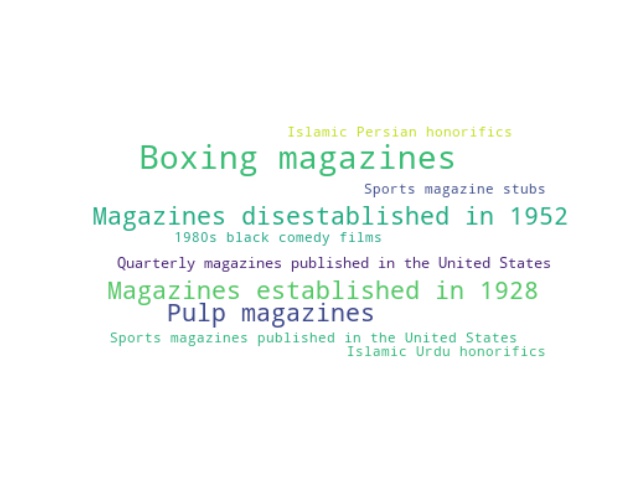 Islamic Persian honorifics
Boxing magazines
Sports magazine stubs
Magazines disestablished in 1952
1980s black comedy films
Quarterly magazines published in the United States
Magazines established in 1928
Pulp magazines
Sports magazines published in the United States
Islamic Urdu honorifics